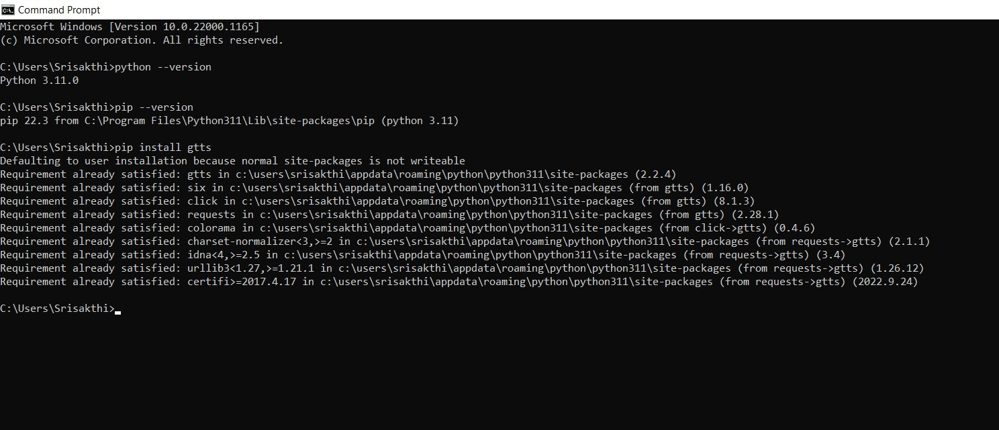 Command Prompt
Microsoft Windows [Version 10.0.22000.1165]
(c) Microsoft Corporation. All rights reserved.
C:\Users\Srisakthi>python --version
Python 3.11.0
C:\Users\Srisakthi>pip --version
pip 22.3 from C:\Program Files\Python311\Lib\site-packages\pip (python 3.11)
C:\Users\Srisakthi>pip install gtts
Defaulting to user installation because normal site-packages is not writeable
Requirement already satisfied: gtts in c:\users\srisakthi\appdata\roaming\python\python311\site-packages (2.2.4)
Requirement already satisfied: six in c:\users\srisakthi\appdata\roaming\python\python311\site-packages (from gtts) (1.16.0)
Requirement already satisfied: click in c:\users\srisakthi\appdata\roaming\python\python311\site-packages (from gtts) (8.1.3)
Requirement already satisfied: requests in c:\users\srisakthi\appdata\roaming\python\python311\site-packages (from gtts) (2.28.1)
Requirement already satisfied: colorama in c:\users\srisakthi\appdata\roaming\python\python311\site-packages (from click->gtts) (0.4.6)
Requirement already satisfied: charset-normalizer<3,>=2 in c:\users\srisakthi\appdata\roaming\python\python311\site-packages (from requests->gtts) (2.1.1)
Requirement already satisfied: idna<4,>=2.5 in c:\users\srisakthi\appdata\roaming\python\python311\site-packages (from requests->gtts) (3.4)
Requirement already satisfied: urllib3<1.27,>=1.21.1 in c:\users\srisakthi\appdata\roaming\python\python311\site-packages (from requests->gtts) (1.26.12)
Requirement already satisfied: certifi>=2017.4.17 in c:\users\srisakthi\appdata\roaming\python\python311\site-packages (from requests->gtts) (2022.9.24)
C:\Users\Srisakthi>